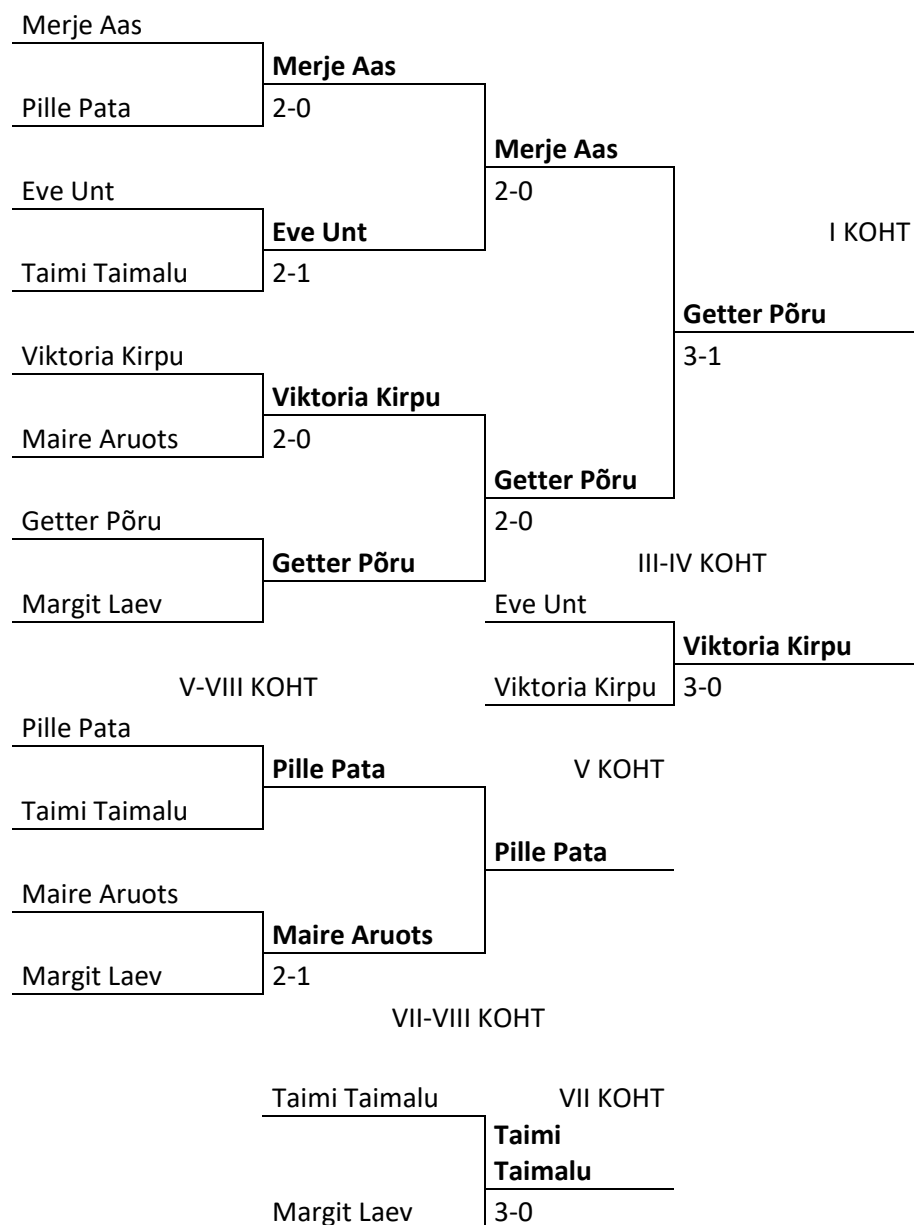 Merje Aas
Merje Aas
Pille Pata 2-0
Merje Aas
Eve Unt 2-0
Eve Unt I KOHT
Taimi Taimalu 2-1
Getter Põru
Viktoria Kirpu 3-1
Viktoria Kirpu
Maire Aruots 2-0
Getter Põru
Getter Põru 2-0
Getter Põru III-IV KOHT
Margit Laev Eve Unt
Viktoria Kirpu
V-VIII KOHT Viktoria Kirpu 3-0
Pille Pata
Pille Pata V KOHT
Taimi Taimalu
Pille Pata
Maire Aruots
Maire Aruots
Margit Laev 2-1
VII-VIII KOHT
Taimi Taimalu VII KOHT
Taimi
Taimalu
Margit Laev 3-0